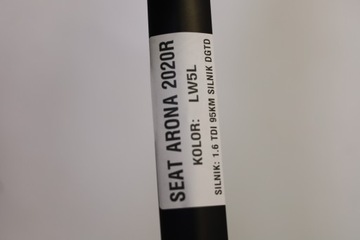 SEAT ARONA 2020R
KOLOR: LW5L
SILNIK: 1.6 TDI 95KM SILNIK DGTD